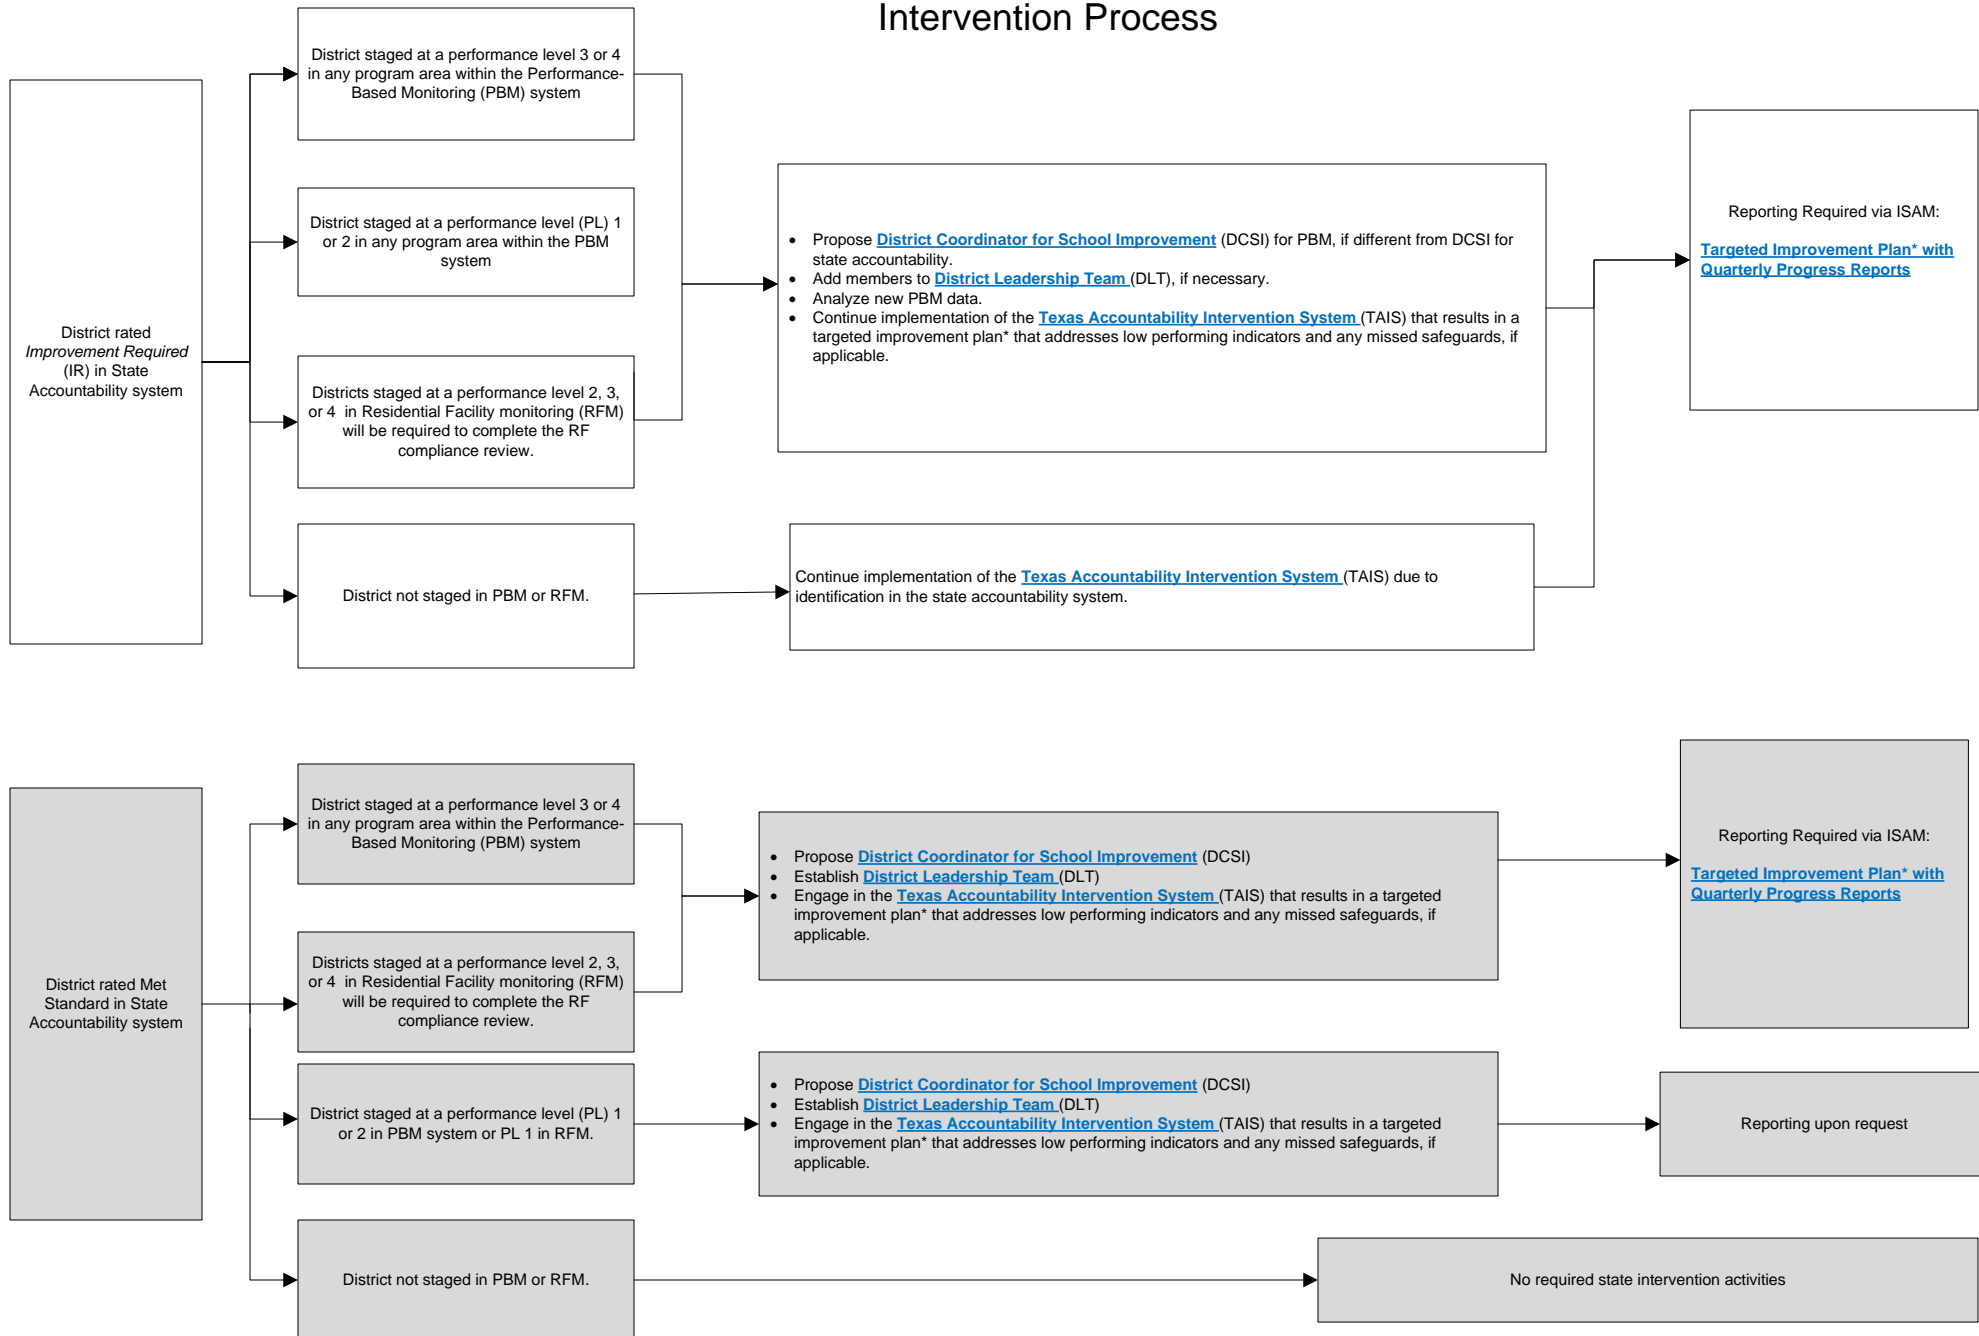 Intervention Process
District rated
Improvement Required
(IR) in State
Accountability system
District staged at a performance level 3 or 4
in any program area within the Performance-
Based Monitoring (PBM) system
District staged at a performance level (PL) 1
or 2 in any program area within the PBM
system
Districts staged at a performance level 2, 3,
or 4  in Residential Facility monitoring (RFM)
will be required to complete the RF
compliance review.
District not staged in PBM or RFM.
• Propose District Coordinator for School Improvement (DCSI) for PBM, if different from DCSI for
state accountability.
• Add members to District Leadership Team (DLT), if necessary.
• Analyze new PBM data.
• Continue implementation of the Texas Accountability Intervention System (TAIS) that results in a
targeted improvement plan* that addresses low performing indicators and any missed safeguards, if
applicable.
Continue implementation of the Texas Accountability Intervention System (TAIS) due to
identification in the state accountability system.
Reporting Required via ISAM:
Targeted Improvement Plan* with
Quarterly Progress Reports
District rated Met
Standard in State
Accountability system
District staged at a performance level 3 or 4
in any program area within the Performance-
Based Monitoring (PBM) system
Districts staged at a performance level 2, 3,
or 4  in Residential Facility monitoring (RFM)
will be required to complete the RF
compliance review.
District staged at a performance level (PL) 1
or 2 in PBM system or PL 1 in RFM.
District not staged in PBM or RFM.
• Propose District Coordinator for School Improvement (DCSI)
• Establish District Leadership Team (DLT)
• Engage in the Texas Accountability Intervention System (TAIS) that results in a targeted
improvement plan* that addresses low performing indicators and any missed safeguards, if
applicable.
• Propose District Coordinator for School Improvement (DCSI)
• Establish District Leadership Team (DLT)
• Engage in the Texas Accountability Intervention System (TAIS) that results in a targeted
improvement plan* that addresses low performing indicators and any missed safeguards, if
applicable.
Reporting Required via ISAM:
Targeted Improvement Plan* with
Quarterly Progress Reports
Reporting upon request
No required state intervention activities